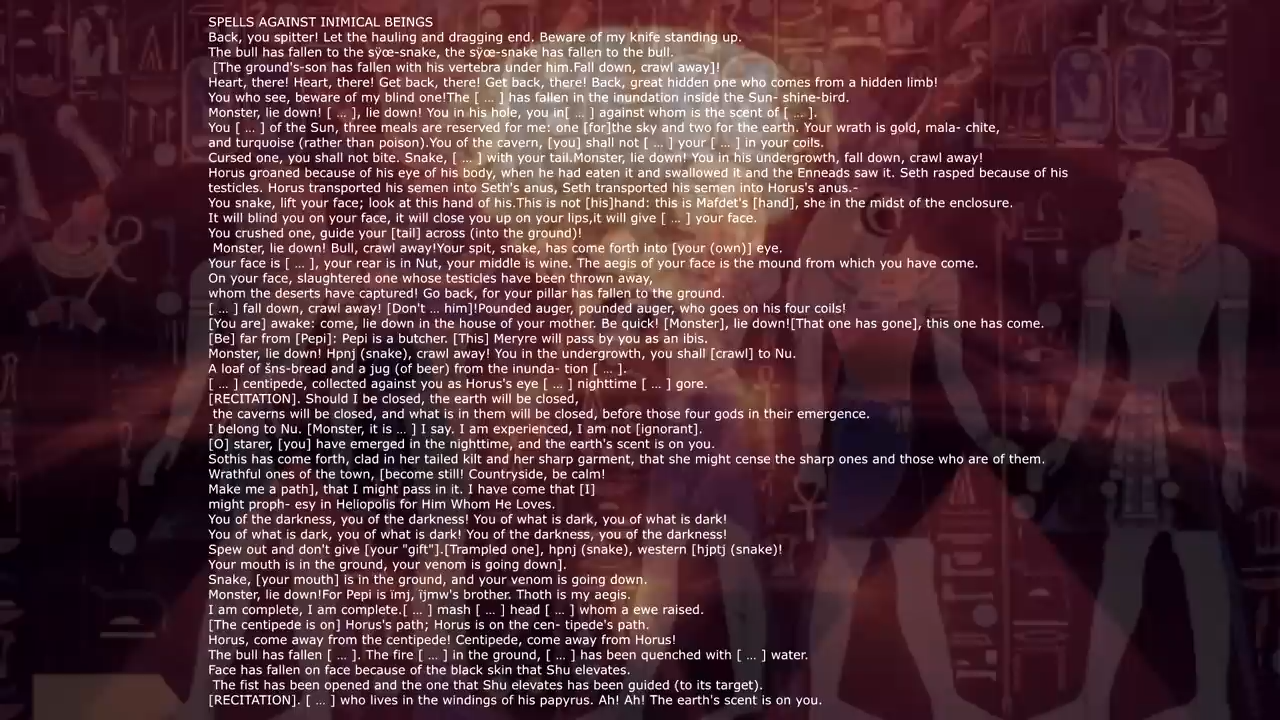 SPELLS AGAINST INIMICAL BEINGS
Back, you spitter! Let the hauling and dragging end. Beware of my knife standing up.
The bull has fallen to the sÿœ-snake, the sÿœ-snake has fallen to the bull.
[The ground's-son has fallen with his vertebra under him.Fall down, crawl away]!
Heart, there! Heart, there! Get back, there! Get back, there! Back, great hidden one who comes from a hidden limb!
You who see, beware of my blind one!The [ … ] has fallen in the inundation inside the Sun- shine-bird.
Monster, lie down! [ … ], lie down! You in his hole, you in[ … ] against whom is the scent of [ … ].
You [ … ] of the Sun, three meals are reserved for me: one [for]the sky and two for the earth. Your wrath is gold, mala- chite,
and turquoise (rather than poison).You of the cavern, [you] shall not [ … ] your [ … ] in your coils.
Cursed one, you shall not bite. Snake, [ … ] with your tail.Monster, lie down! You in his undergrowth, fall down, crawl away!
Horus groaned because of his eye of his body, when he had eaten it and swallowed it and the Enneads saw it. Seth rasped because of his
testicles. Horus transported his semen into Seth's anus, Seth transported his semen into Horus's anus.-
You snake, lift your face; look at this hand of his.This is not [his]hand: this is Mafdet's [hand], she in the midst of the enclosure.
It will blind you on your face, it will close you up on your lips,it will give [ … ] your face.
You crushed one, guide your [tail] across (into the ground)!
Monster, lie down! Bull, crawl away!Your spit, snake, has come forth into [your (own)] eye.
Your face is [ … ], your rear is in Nut, your middle is wine. The aegis of your face is the mound from which you have come.
On your face, slaughtered one whose testicles have been thrown away,
whom the deserts have captured! Go back, for your pillar has fallen to the ground.
[ … ] fall down, crawl away! [Don't … him]!Pounded auger, pounded auger, who goes on his four coils!
[You are] awake: come, lie down in the house of your mother. Be quick! [Monster], lie down![That one has gone], this one has come.
[Be] far from [Pepi]: Pepi is a butcher. [This] Meryre will pass by you as an ibis.
Monster, lie down! Hpnj (snake), crawl away! You in the undergrowth, you shall [crawl] to Nu.
A loaf of šns-bread and a jug (of beer) from the inunda- tion [ … ].
[ … ] centipede, collected against you as Horus's eye [ … ] nighttime [ … ] gore.
[RECITATION]. Should I be closed, the earth will be closed,
the caverns will be closed, and what is in them will be closed, before those four gods in their emergence.
I belong to Nu. [Monster, it is … ] I say. I am experienced, I am not [ignorant].
[O] starer, [you] have emerged in the nighttime, and the earth's scent is on you.
Sothis has come forth, clad in her tailed kilt and her sharp garment, that she might cense the sharp ones and those who are of them.
Wrathful ones of the town, [become still! Countryside, be calm!
Make me a path], that I might pass in it. I have come that [I]
might proph- esy in Heliopolis for Him Whom He Loves.
You of the darkness, you of the darkness! You of what is dark, you of what is dark!
You of what is dark, you of what is dark! You of the darkness, you of the darkness!
Spew out and don't give [your "gift"].[Trampled one], hpnj (snake), western [hjptj (snake)!
Your mouth is in the ground, your venom is going down].
Snake, [your mouth] is in the ground, and your venom is going down.
Monster, lie down!For Pepi is ïmj, ïjmw's brother. Thoth is my aegis.
I am complete, I am complete.[ … ] mash [ … ] head [ … ] whom a ewe raised.
[The centipede is on] Horus's path; Horus is on the cen- tipede's path.
Horus, come away from the centipede! Centipede, come away from Horus!
The bull has fallen [ … ]. The fire [ … ] in the ground, [ … ] has been quenched with [ … ] water.
Face has fallen on face because of the black skin that Shu elevates.
The fist has been opened and the one that Shu elevates has been guided (to its target).
[RECITATION]. [ … ] who lives in the windings of his papyrus. Ah! Ah! The earth's scent is on you.